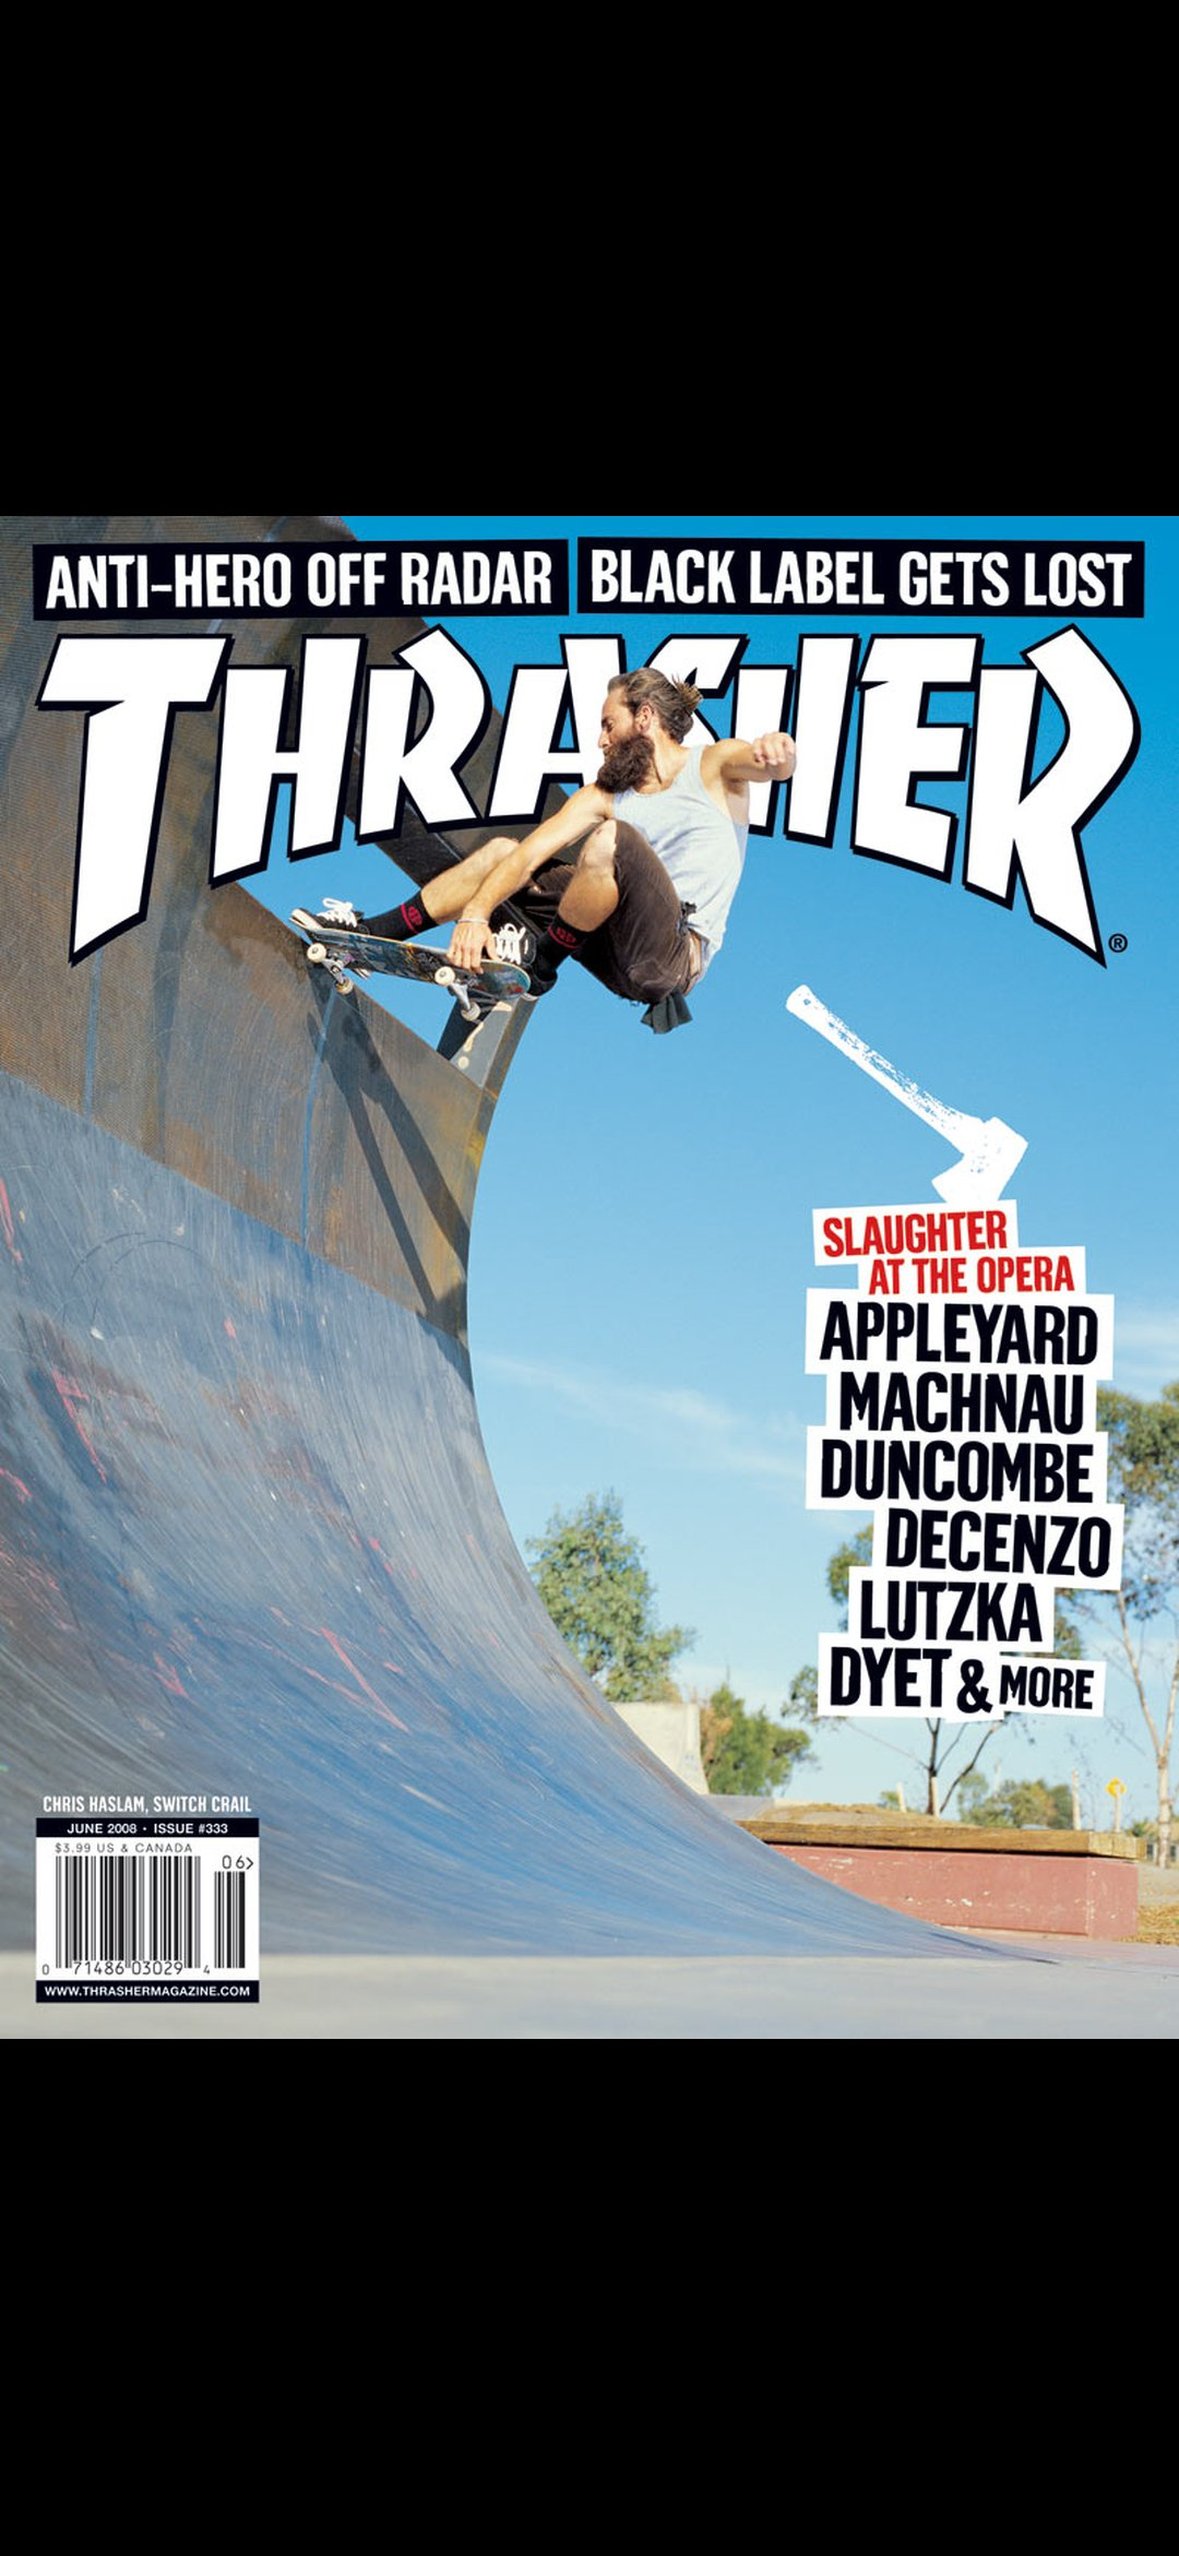 ANTI-HERO OFF RADAR
BLACK LABEL GETS LOST
THRASHER
®
SLAUGHTER
AT THE OPERA
APPLEYARD
MACHNAU
DUNCOMBE
DECENZO
LUTZKA
DYET & MORE
CHRIS HASLAM, SWITCH CRAIL
JUNE 2008 • ISSUE #333
$3.99 US & CANADA
06>
0 71486 03029 4
WWW.THRASHERMAGAZINE.COM